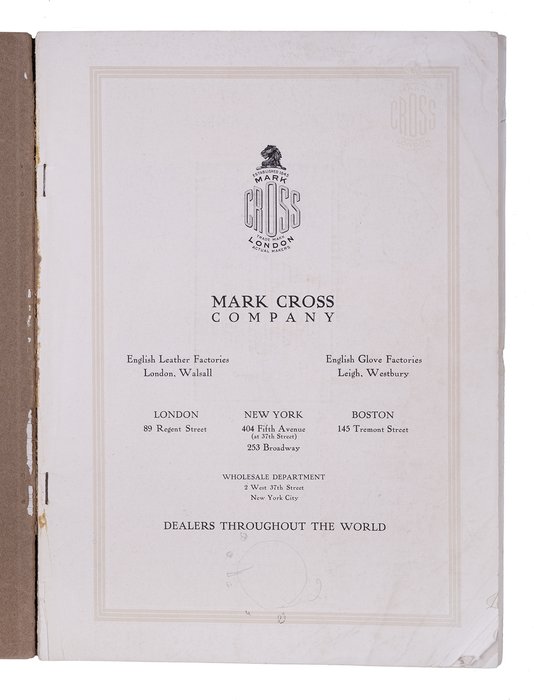 CROSS
ESTABLISHED 1845
MARK
CROSS
TRADE MARK
LONDON
ACTUAL MAKERS
MARK CROSS
COMPANY
English Leather Factories
London, Walsall
English Glove Factories
Leigh, Westbury
LONDON
89 Regent Street
NEW YORK
404 Fifth Avenue
(at 37th Street)
253 Broadway
BOSTON
145 Tremont Street
WHOLESALE DEPARTMENT
2 West 37th Street
New York City
DEALERS THROUGHOUT THE WORLD